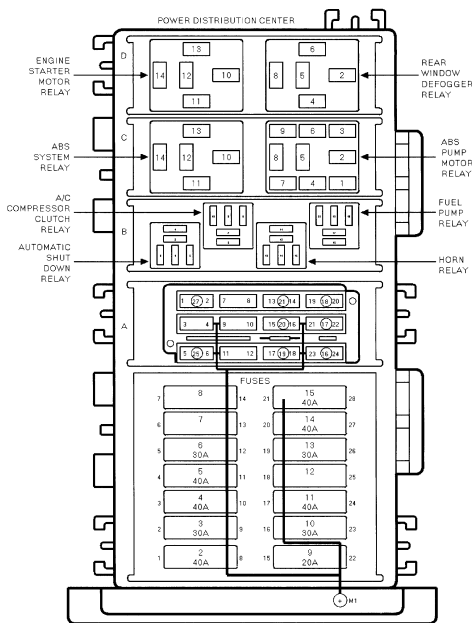 POWER DISTRIBUTION CENTER
ENGINE
STARTER
MOTOR
RELAY
D
13
14 12 10
11
6
8 5 2
4
REAR
WINDOW
DEFOGGER
RELAY
ABS
SYSTEM
RELAY
C
13
14 12 10
11
9 6 3
8 5 2
7 4 1
ABS
PUMP
MOTOR
RELAY
A/C
COMPRESSOR
CLUTCH
RELAY
FUEL
PUMP
RELAY
B
AUTOMATIC
SHUT
DOWN
RELAY
HORN
RELAY
A
1 27 2 7 8 13 21 14 19 18 20
3 4 9 10 15 20 16 21 17 22
5 25 6 11 12 17 19 18 23 16 24
FUSES
7 8 14 21 15 40A 28
6 7 13 20 14 40A 27
5 6 30A 12 19 13 30A 26
4 5 40A 11 18 12 25
3 4 40A 10 17 11 40A 24
2 3 30A 9 16 10 30A 23
1 2 40A 8 15 9 20A 22
+ M1